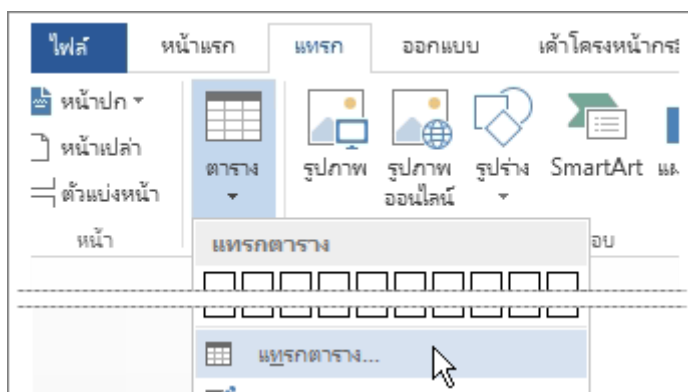 ไฟล์ หน้าแรก แทรก ออกแบบ เค้าโครงหน้ากระ
หน้าปก
หน้าเปล่า
ตัวแบ่งหน้า
หน้า
ตาราง
รูปภาพ
รูปภาพ
ออนไลน์
รูปร่าง
SmartArt
แทรกตาราง
แทรกตาราง...